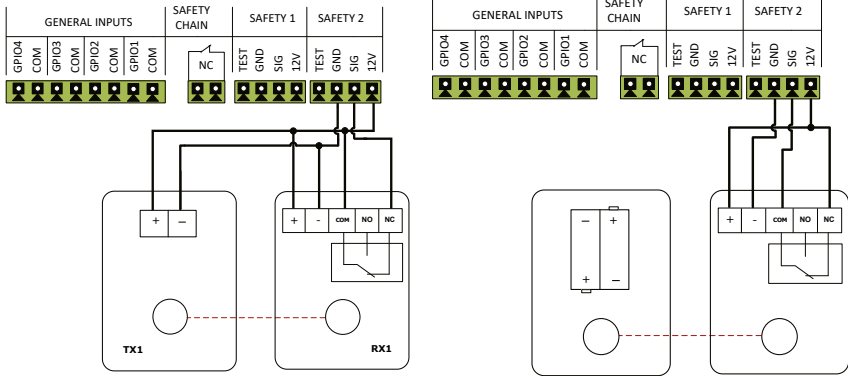 GENERAL INPUTS
SAFETY
CHAIN
SAFETY 1
SAFETY 2
GPIO4
COM
GPIO3
COM
GPIO2
COM
GPIO1
COM
NC
TEST
GND
SIG
12V
TEST
GND
SIG
12V
+
–
+
-
COM
NO
NC
TX1
RX1
GENERAL INPUTS
SAFETY
CHAIN
SAFETY 1
SAFETY 2
GPIO4
COM
GPIO3
COM
GPIO2
COM
GPIO1
COM
NC
TEST
GND
SIG
12V
TEST
GND
SIG
12V
– +
+ –
+
-
COM
NO
NC